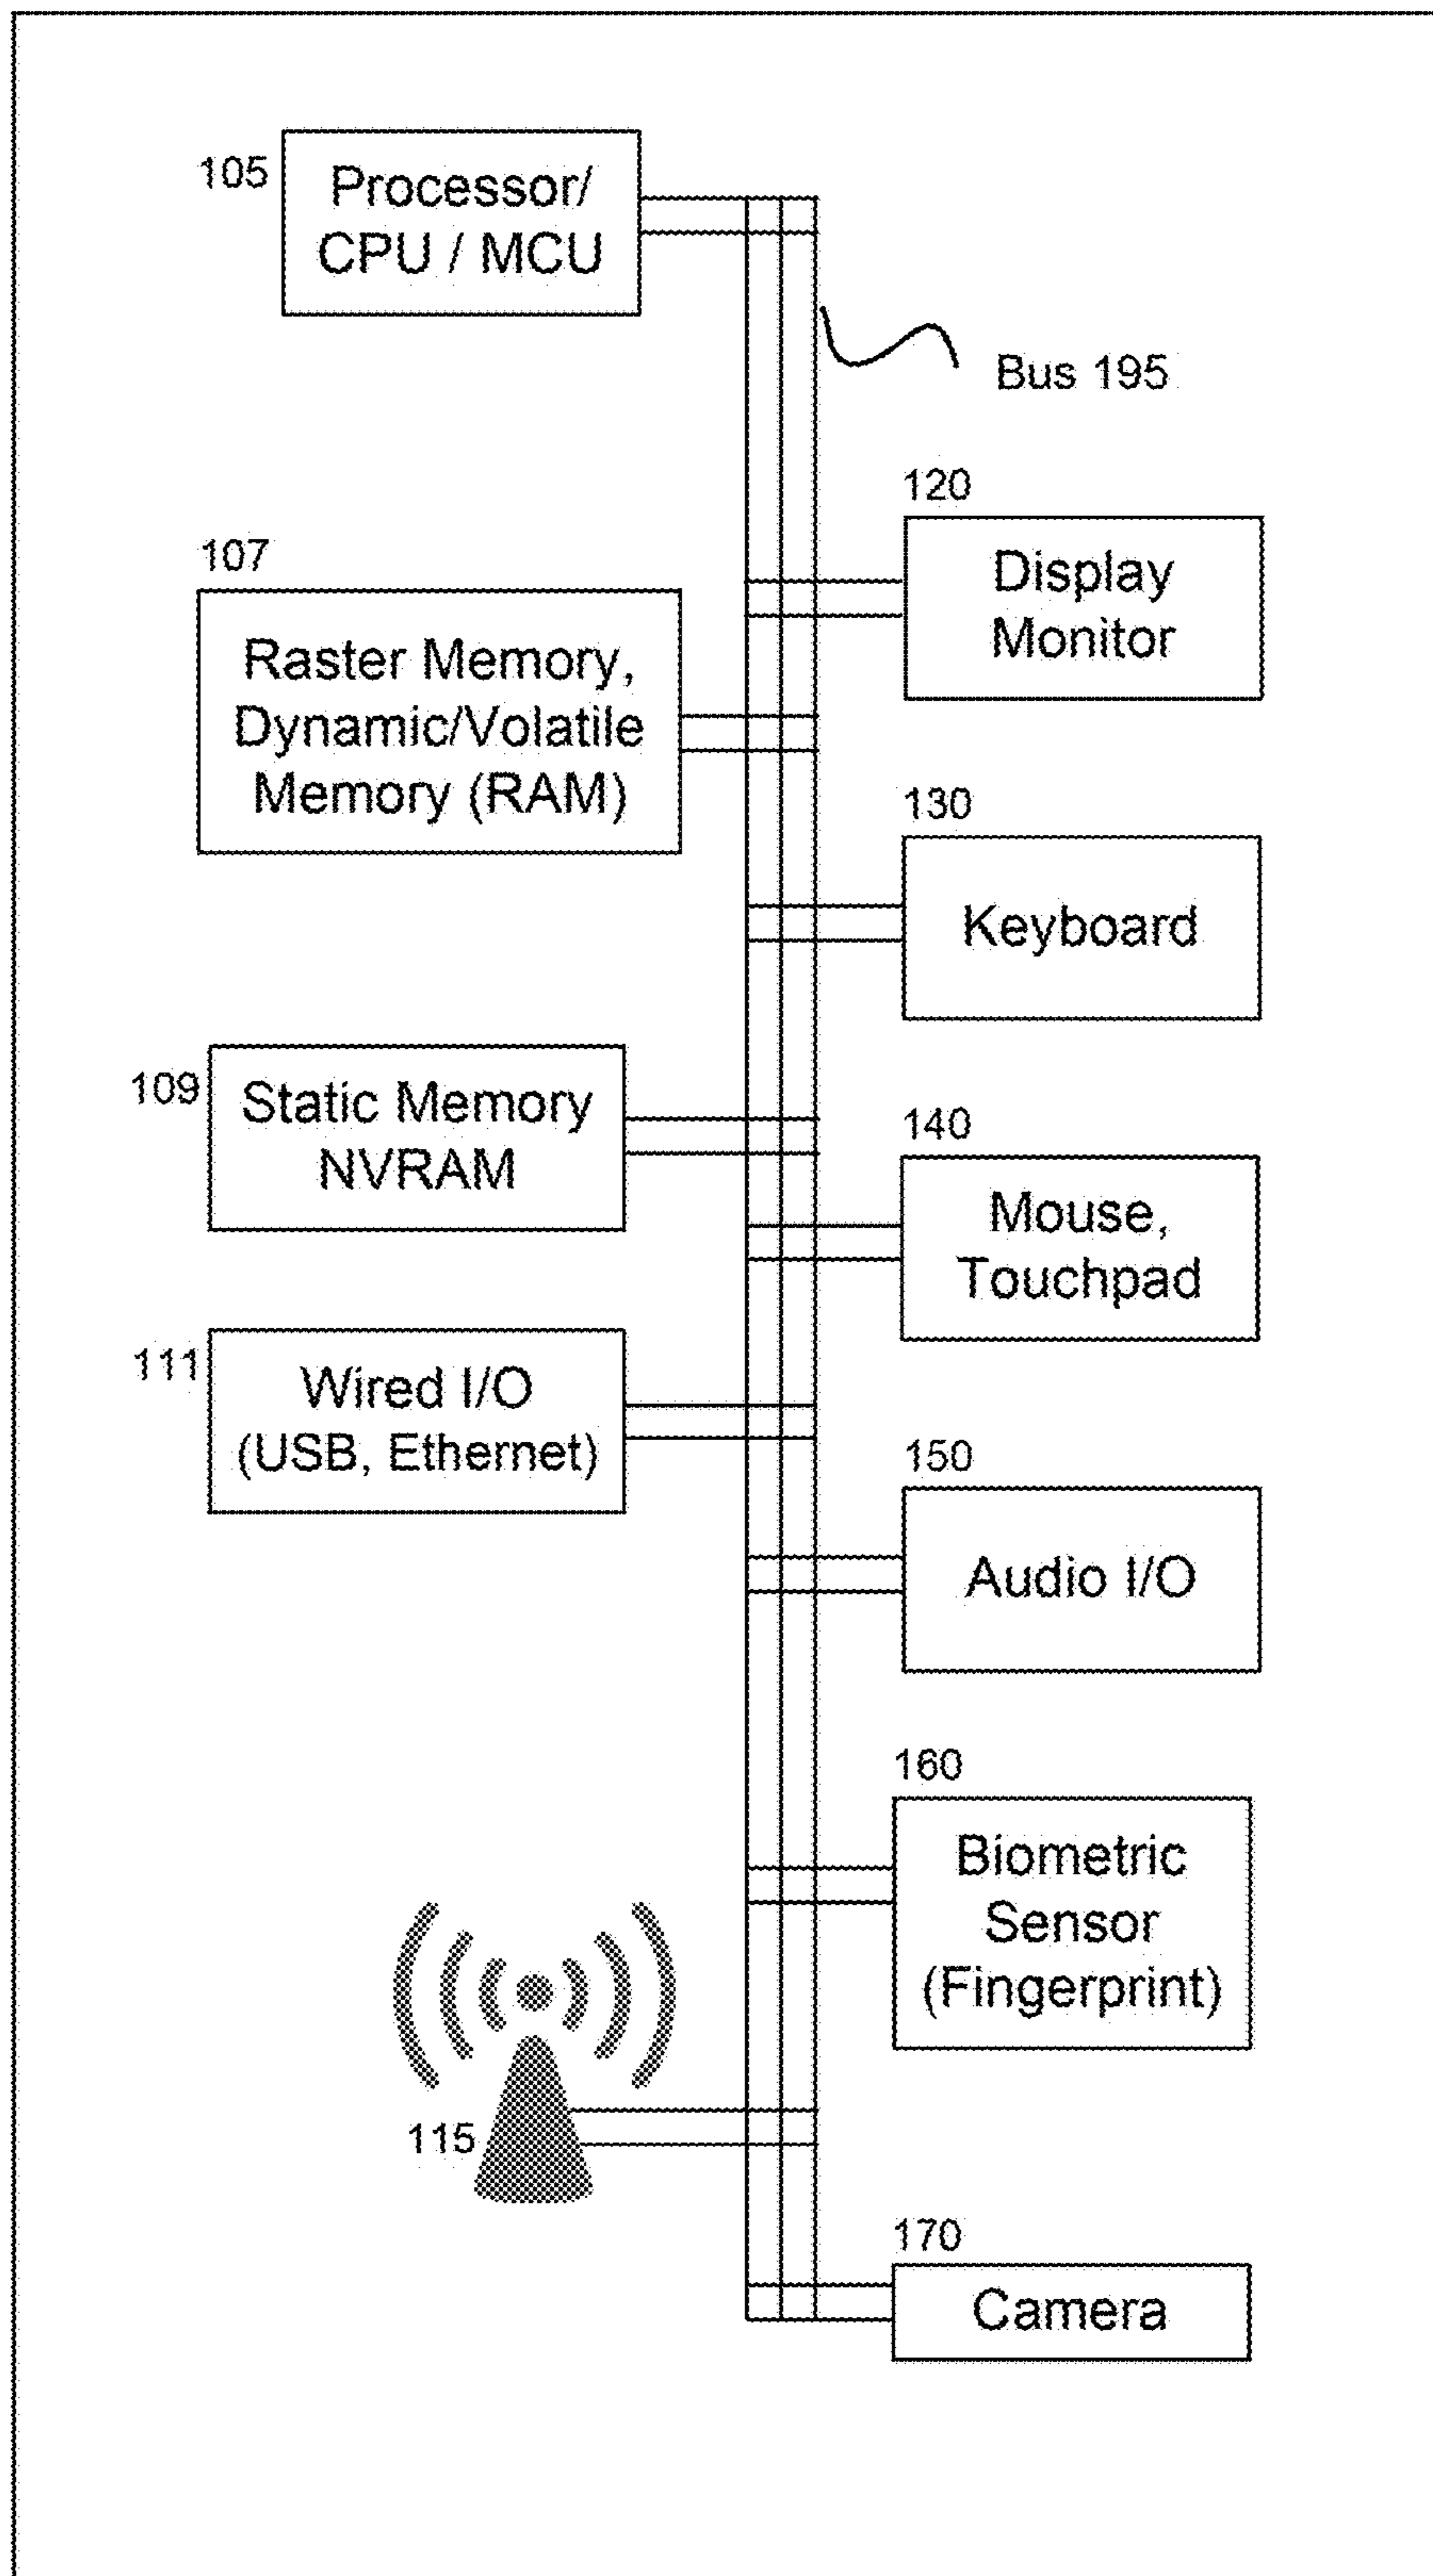 105
Processor/
CPU / MCU
Bus 195
120
Display
Monitor
107
Raster Memory,
Dynamic/Volatile
Memory (RAM)
130
Keyboard
109
Static Memory
NVRAM
140
Mouse,
Touchpad
111
Wired I/O
(USB, Ethernet)
150
Audio I/O
160
Biometric
Sensor
(Fingerprint)
115
170
Camera